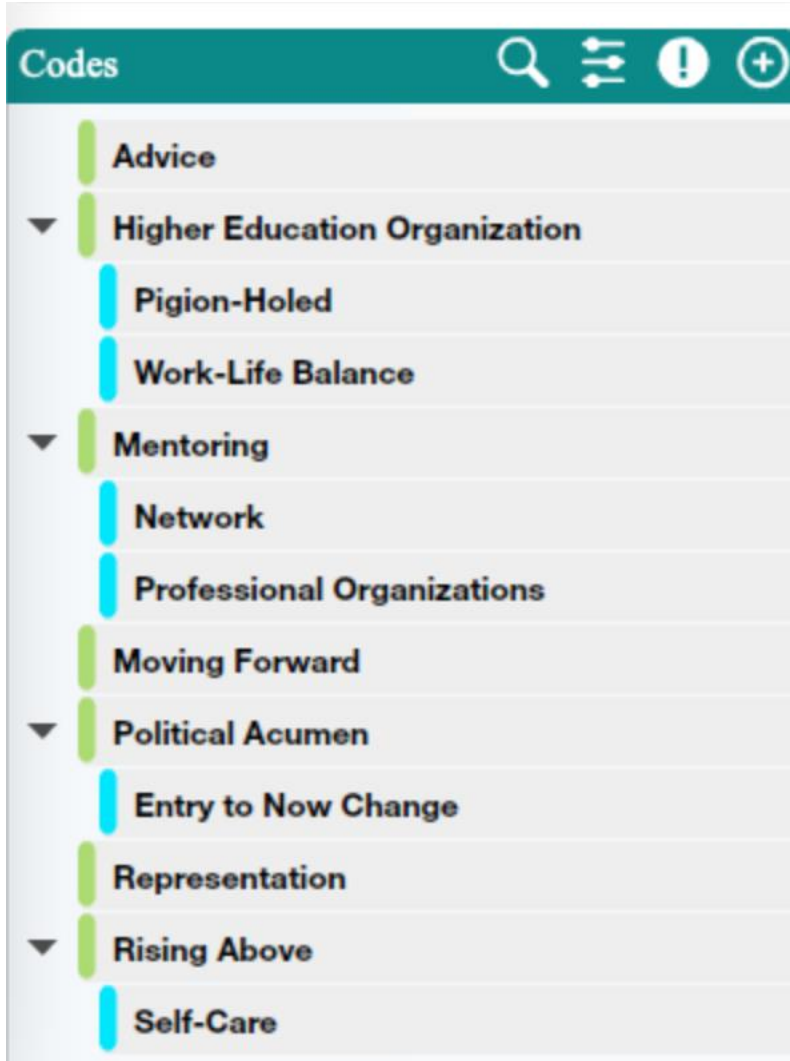 Codes
Advice
Higher Education Organization
Pigion-Holed
Work-Life Balance
Mentoring
Network
Professional Organizations
Moving Forward
Political Acumen
Entry to Now Change
Representation
Rising Above
Self-Care